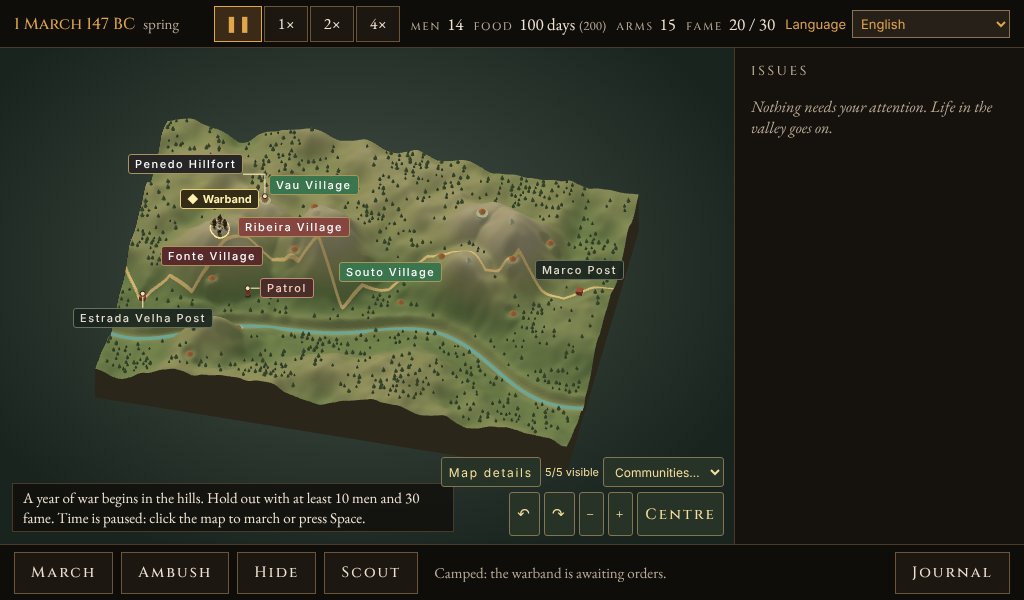 1 MARCH 147 BC spring
1×
2×
4×
MEN 14 FOOD 100 days (200) ARMS 15 FAME 20 / 30
Language English
ISSUES
Nothing needs your attention. Life in the
valley goes on.
Penedo Hillfort
Vau Village
◆ Warband
Ribeira Village
Fonte Village
Souto Village
Marco Post
Patrol
Estrada Velha Post
Map details
5/5 visible
Communities...
A year of war begins in the hills. Hold out with at least 10 men and 30
fame. Time is paused: click the map to march or press Space.
↶
↷
−
+
CENTRE
MARCH
AMBUSH
HIDE
SCOUT
Camped: the warband is awaiting orders.
JOURNAL